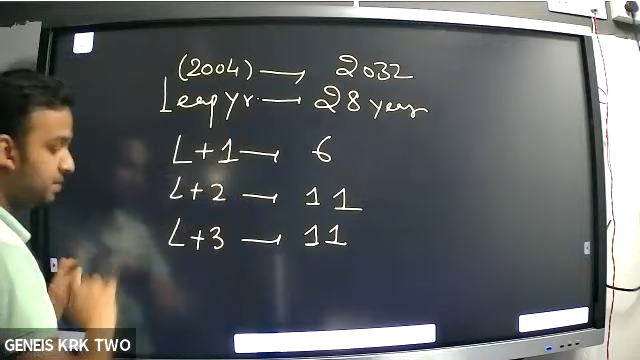 (2004) → 2032
Leap yr. → 28 years
L+1 → 6
L+2 → 11
L+3 → 11
GENEIS KRK TWO